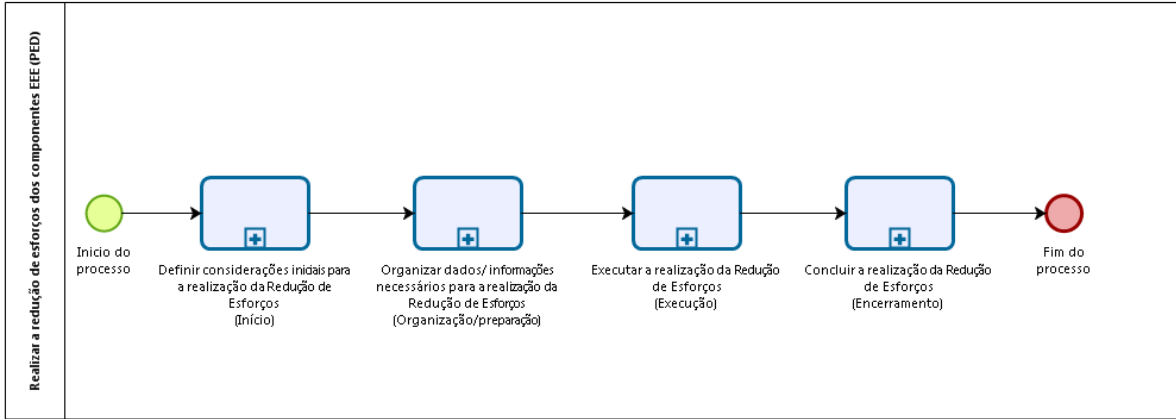 Realizar a redução de esforços dos componentes EEE (PED)
Inicio do
processo
Definir considerações iniciais para
a realização da Redução de
Esforços
(Início)
Organizar dados/ informações
necessários para a realização da
Redução de Esforços
(Organização/preparação)
Executar a realização da Redução
de Esforços
(Execução)
Concluir a realização da Redução
de Esforços
(Encerramento)
Fim do
processo